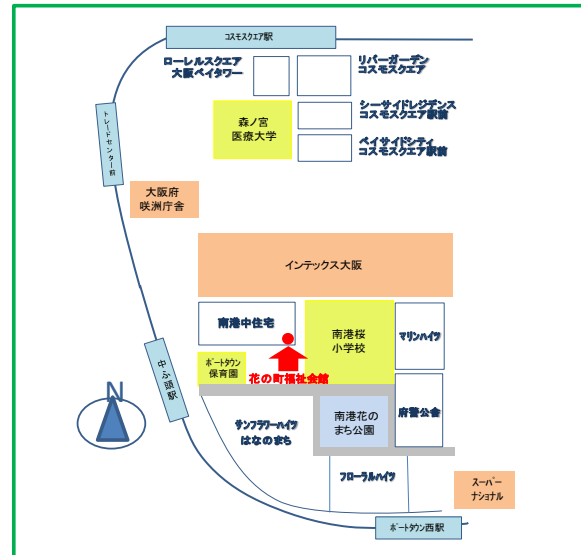 コスモスクエア駅
ローレルスクエア
大阪ベイタワー
リバーガーデン
コスモスクエア
森ノ宮
医療大学
シーサイドレジデンス
コスモスクエア駅前
ベイサイドシティ
コスモスクエア駅前
トレードセンター前
大阪府
咲洲庁舎
インテックス大阪
南港中住宅
南港桜
小学校
マリンハイツ
ポートタウン
保育園
花の町福祉会館
中ふ頭駅
N
サンフラワーハイツ
はなのまち
南港花の
まち公園
府警公舎
フローラルハイツ
スーパー
ナショナル
ポートタウン西駅